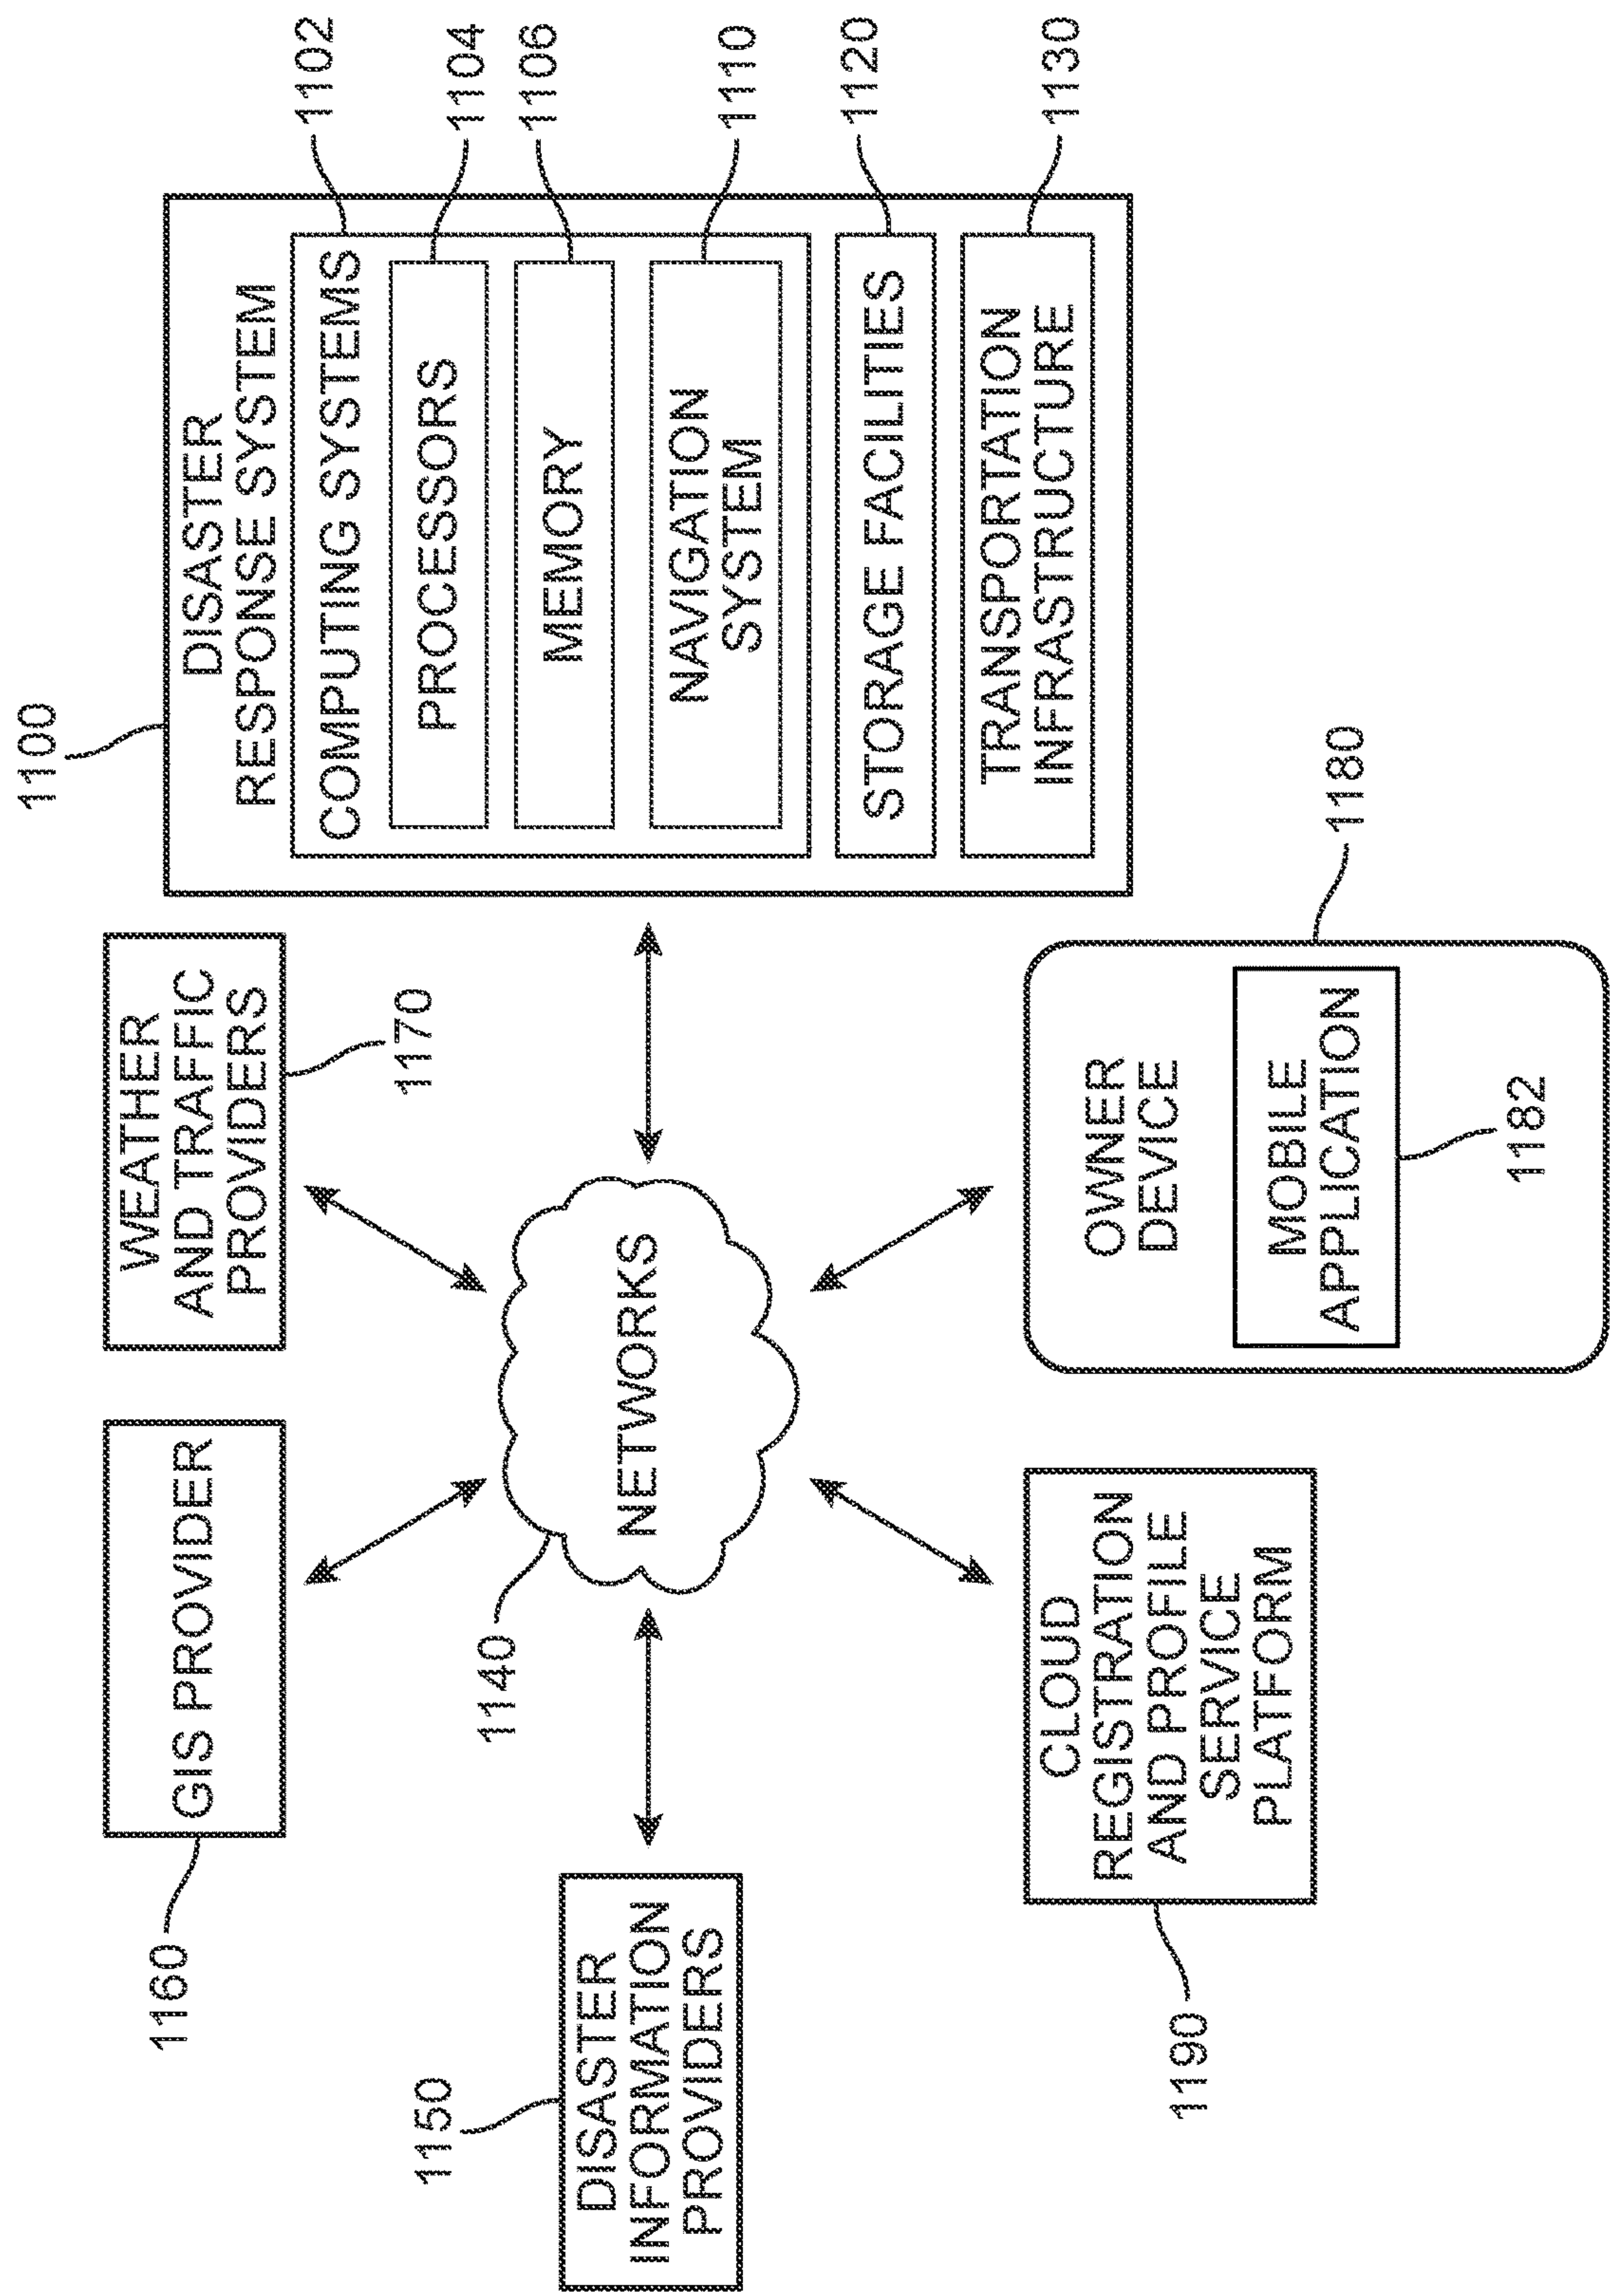 1160
GIS PROVIDER
WEATHER
AND TRAFFIC
PROVIDERS
1170
1100
DISASTER
RESPONSE SYSTEM
COMPUTING SYSTEMS
1102
PROCESSORS
1104
MEMORY
1106
NAVIGATION
SYSTEM
1110
STORAGE FACILITIES
1120
TRANSPORTATION
INFRASTRUCTURE
1130
1150
DISASTER
INFORMATION
PROVIDERS
1140
NETWORKS
1190
CLOUD
REGISTRATION
AND PROFILE
SERVICE
PLATFORM
OWNER
DEVICE
MOBILE
APPLICATION
1182
1180